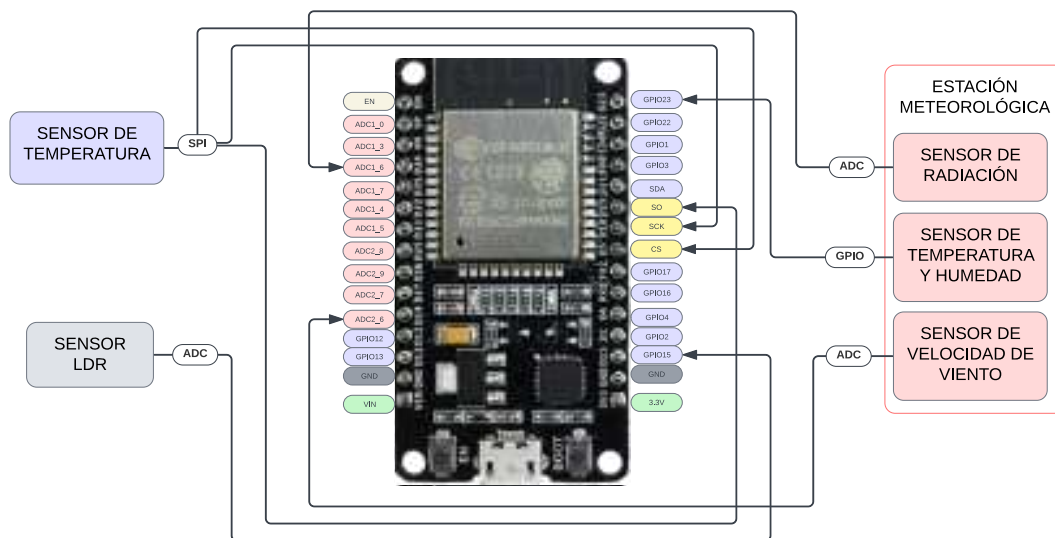 SENSOR DE
TEMPERATURA
SPI
SENSOR
LDR
ADC
EN
ADC1_0
ADC1_3
ADC1_6
ADC1_7
ADC1_4
ADC1_5
ADC2_8
ADC2_9
ADC2_7
ADC2_6
GPIO12
GPIO13
GND
VIN
GPIO23
GPIO22
GPIO1
GPIO3
SDA
SO
SCK
CS
GPIO17
GPIO16
GPIO4
GPIO2
GPIO15
GND
3.3V
EN
BOOT
ESTACIÓN
METEOROLÓGICA
ADC
SENSOR DE
RADIACIÓN
GPIO
SENSOR DE
TEMPERATURA
Y HUMEDAD
ADC
SENSOR DE
VELOCIDAD DE
VIENTO